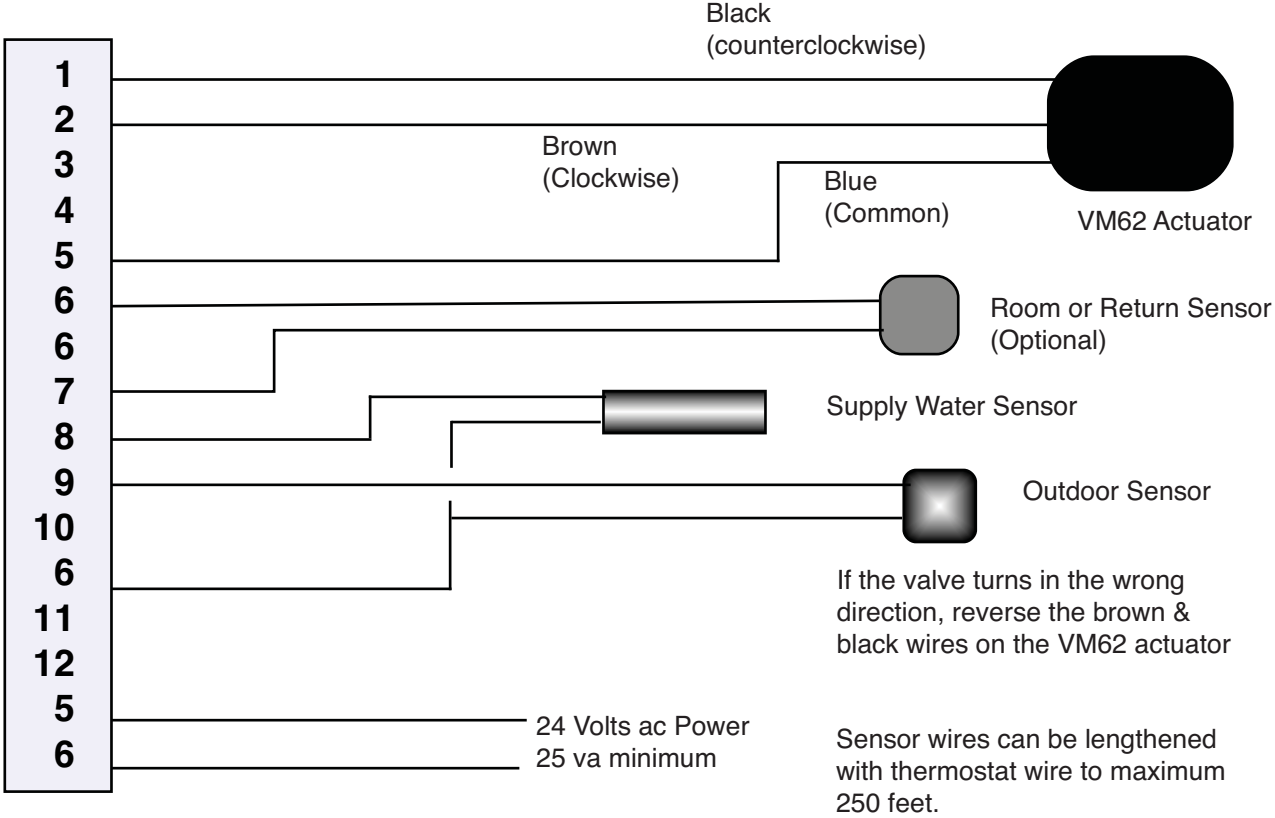 Black
(counterclockwise)
1
2
3
4
5
6
6
7
8
9
10
6
11
12
5
6
Brown
(Clockwise)
Blue
(Common)
VM62 Actuator
Room or Return Sensor
(Optional)
Supply Water Sensor
Outdoor Sensor
If the valve turns in the wrong
direction, reverse the brown &
black wires on the VM62 actuator
24 Volts ac Power
25 va minimum
Sensor wires can be lengthened
with thermostat wire to maximum
250 feet.